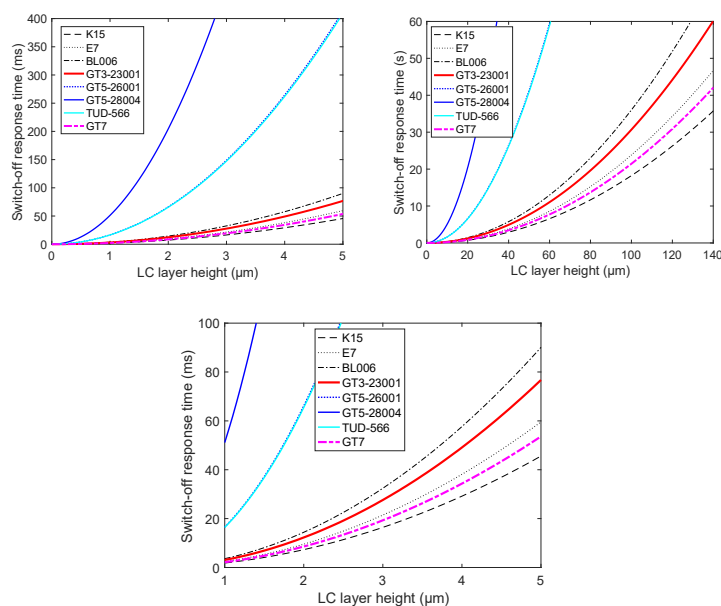 400
350
300
250
200
150
100
50
0
Switch-off response time (ms)
K15
E7
BL006
GT3-23001
GT5-26001
GT5-28004
TUD-566
GT7
0 1 2 3 4 5
LC layer height (µm)
60
50
40
30
20
10
0
Switch-off response time (s)
K15
E7
BL006
GT3-23001
GT5-26001
GT5-28004
TUD-566
GT7
0 20 40 60 80 100 120 140
LC layer height (µm)
100
80
60
40
20
0
Switch-off response time (ms)
K15
E7
BL006
GT3-23001
GT5-26001
GT5-28004
TUD-566
GT7
1 2 3 4 5
LC layer height (µm)